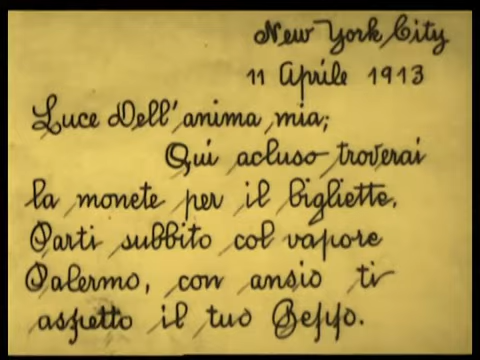 New York City
11 Aprile 1913
Luce Dell'anima mia;
Qui acluso troverai
la monete per il bigliette.
Parti subbito col vapore
Palermo, con ansio ti
aspetto il tuo Beppo.